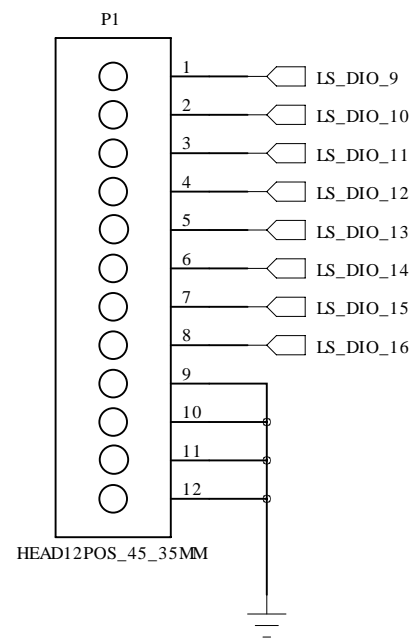 P1
1 LS_DIO_9
2 LS_DIO_10
3 LS_DIO_11
4 LS_DIO_12
5 LS_DIO_13
6 LS_DIO_14
7 LS_DIO_15
8 LS_DIO_16
9
10
11
12
HEAD12POS_45_35MM